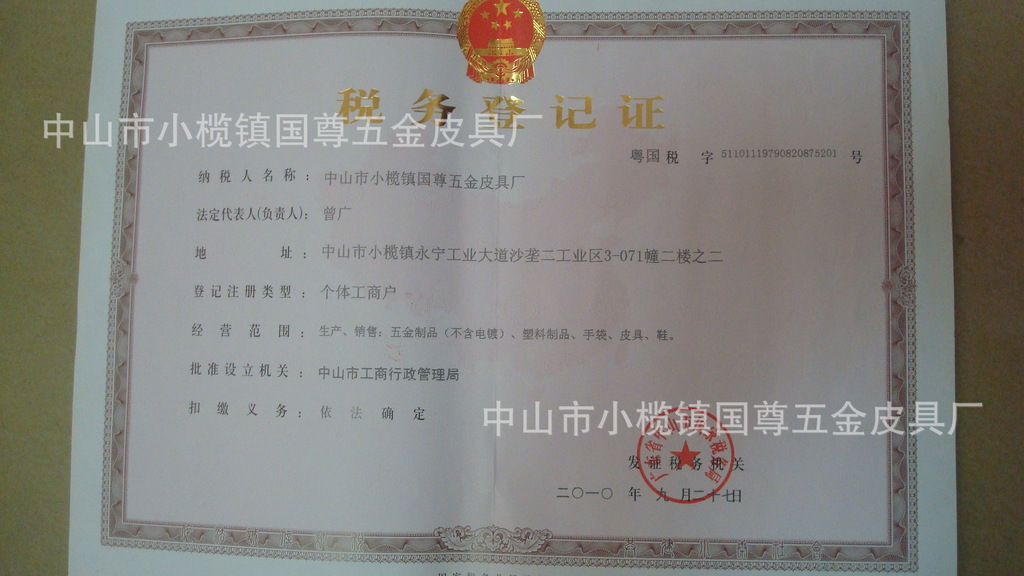 税务登记证
中山市小榄镇国尊五金皮具厂
粤国税 字 51101119790820875201 号
纳税人名称：中山市小榄镇国尊五金皮具厂
法定代表人(负责人)：曾广
地 址：中山市小榄镇永宁工业大道沙垄二工业区3-071幢二楼之二
登记注册类型：个体工商户
经营范围：生产、销售：五金制品（不含电镀）、塑料制品、手袋、皮具、鞋。
批准设立机关：中山市工商行政管理局
扣缴义务：依法确定
中山市小榄镇国尊五金皮具厂
发证税务机关
二〇一〇 年 九 月二十七日